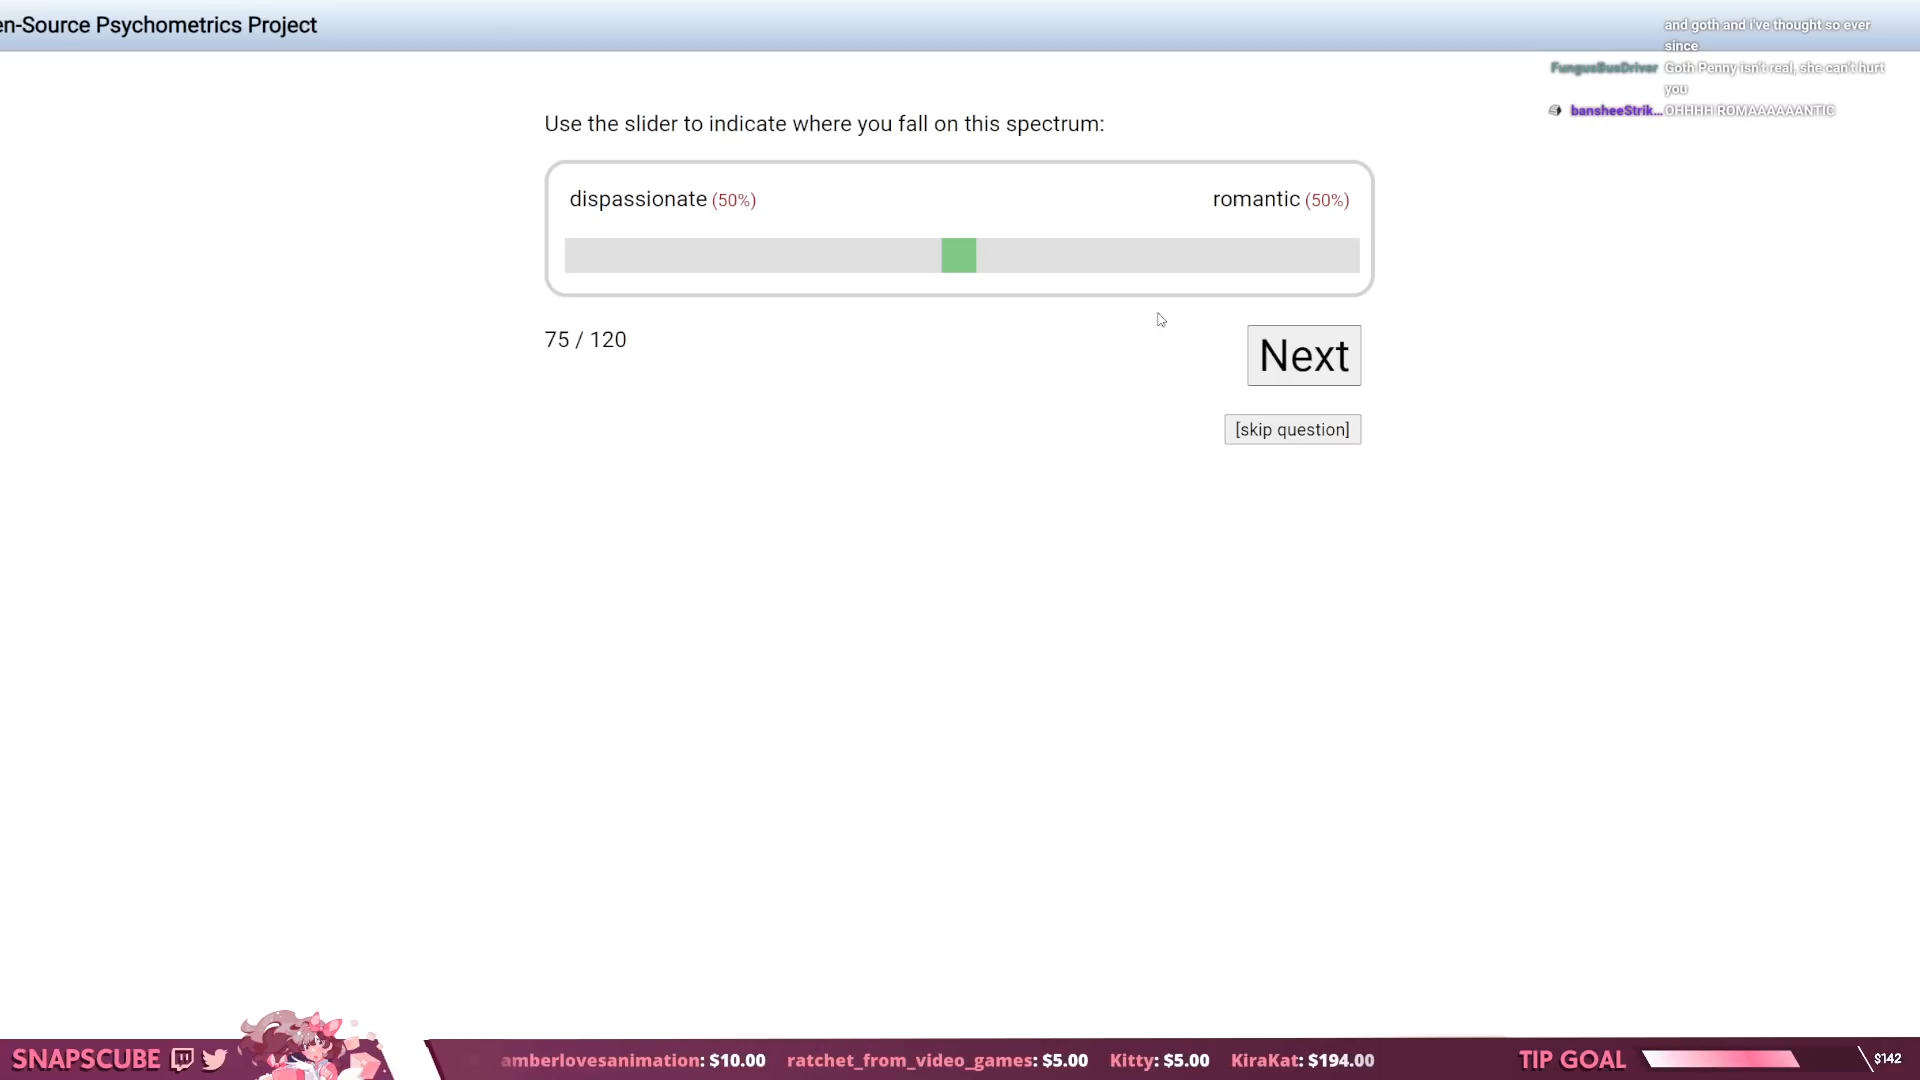 en-Source Psychometrics Project
and goth and i've thought so ever
since
FungusBusDriver Goth Penny isn't real, she can't hurt
you
bansheeStrik... OHHHH ROMAAAAAANTIC
Use the slider to indicate where you fall on this spectrum:
dispassionate (50%) romantic (50%)
75 / 120
Next
[skip question]
SNAPSCUBE amberlovesanimation: $10.00 ratchet_from_video_games: $5.00 Kitty: $5.00 KiraKat: $194.00 TIP GOAL $142